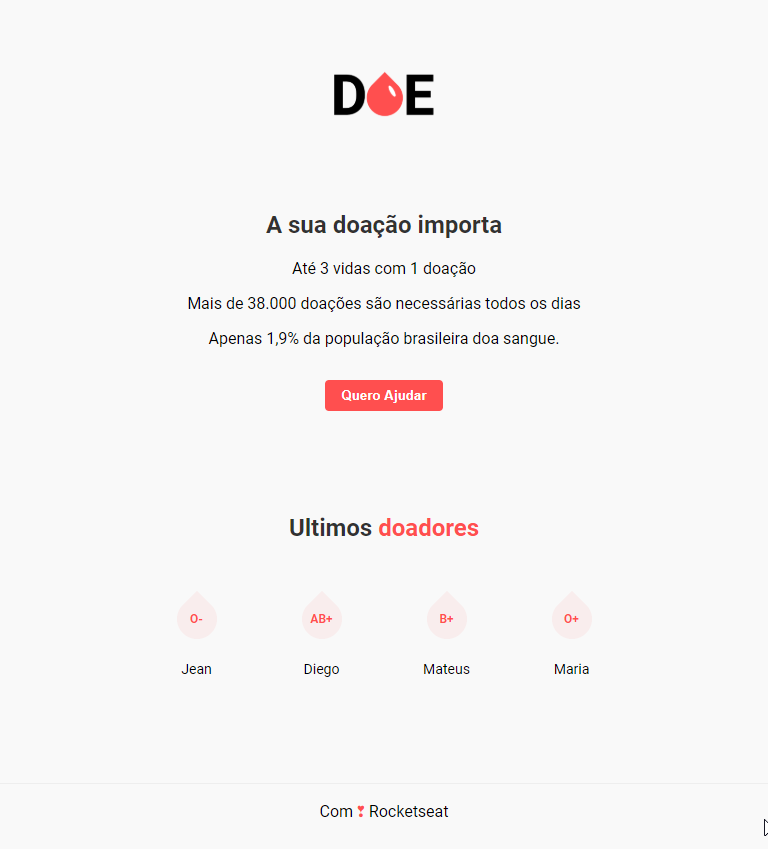 DOE
A sua doação importa
Até 3 vidas com 1 doação
Mais de 38.000 doações são necessárias todos os dias
Apenas 1,9% da população brasileira doa sangue.
Quero Ajudar
Ultimos doadores
O- AB+ B+ O+
Jean Diego Mateus Maria
Com ❣ Rocketseat